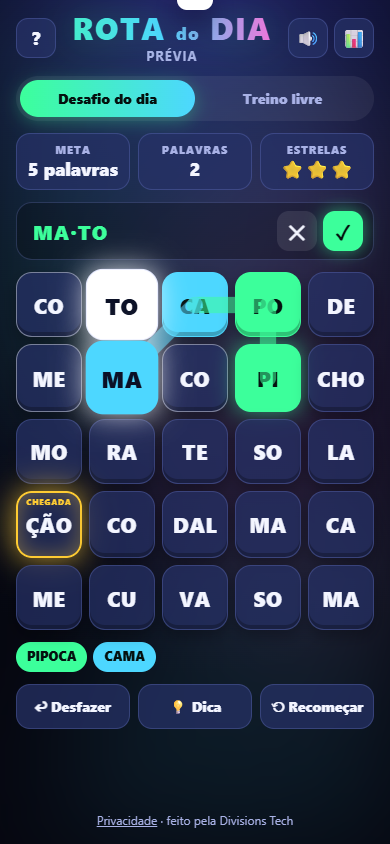 ?
ROTA do DIA
PRÉVIA
Desafio do dia
Treino livre
META
5 palavras
PALAVRAS
2
ESTRELAS
MA·TO
CO TO CA PO DE
ME MA CO PI CHO
MO RA TE SO LA
CHEGADA
ÇÃO CO DAL MA CA
ME CU VA SO MA
PIPOCA CAMA
Desfazer
Dica
Recomeçar
Privacidade · feito pela Divisions Tech